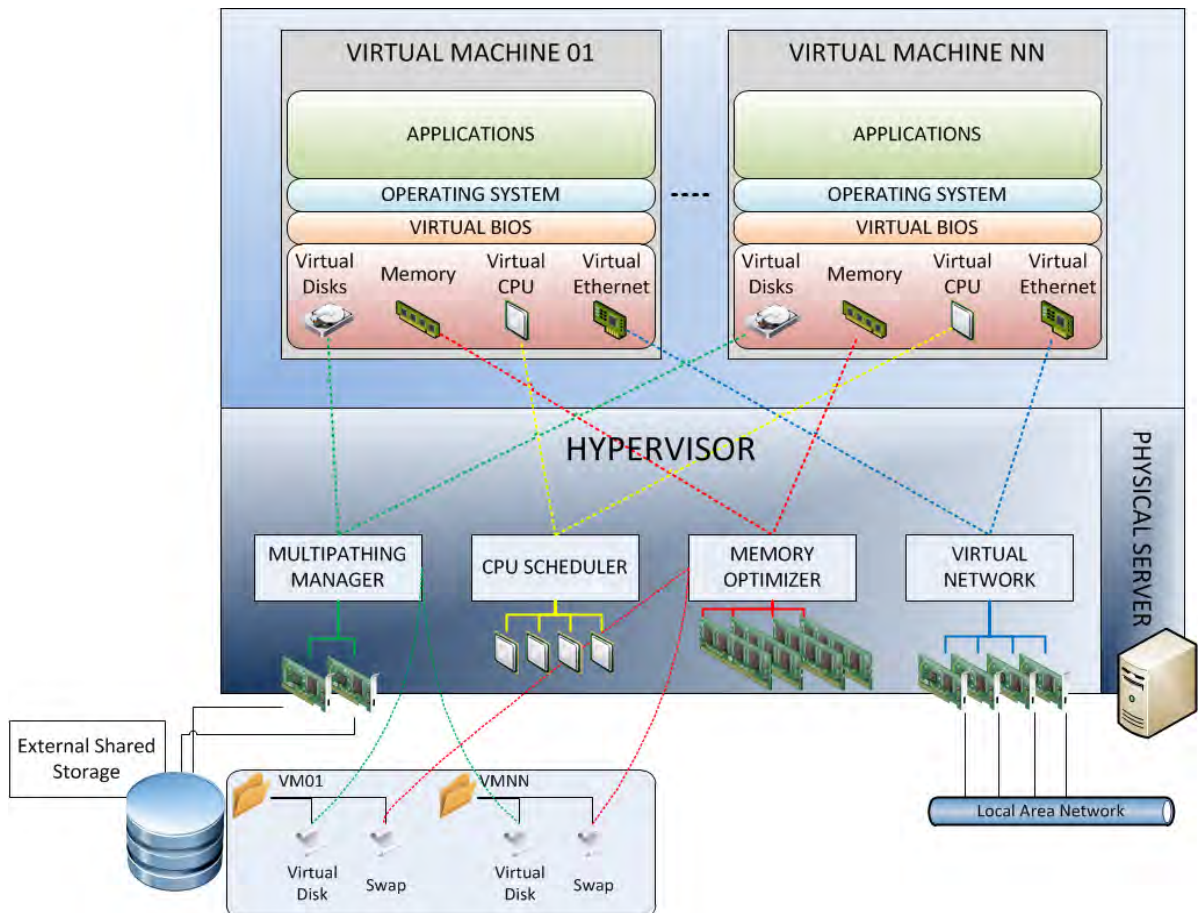 VIRTUAL MACHINE 01
APPLICATIONS
OPERATING SYSTEM
VIRTUAL BIOS
Virtual
Disks
Memory
Virtual
CPU
Virtual
Ethernet
VIRTUAL MACHINE NN
APPLICATIONS
OPERATING SYSTEM
VIRTUAL BIOS
Virtual
Disks
Memory
Virtual
CPU
Virtual
Ethernet
HYPERVISOR
PHYSICAL SERVER
MULTIPATHING
MANAGER
CPU SCHEDULER
MEMORY
OPTIMIZER
VIRTUAL
NETWORK
External Shared
Storage
VM01
Virtual
Disk
Swap
VMNN
Virtual
Disk
Swap
Local Area Network